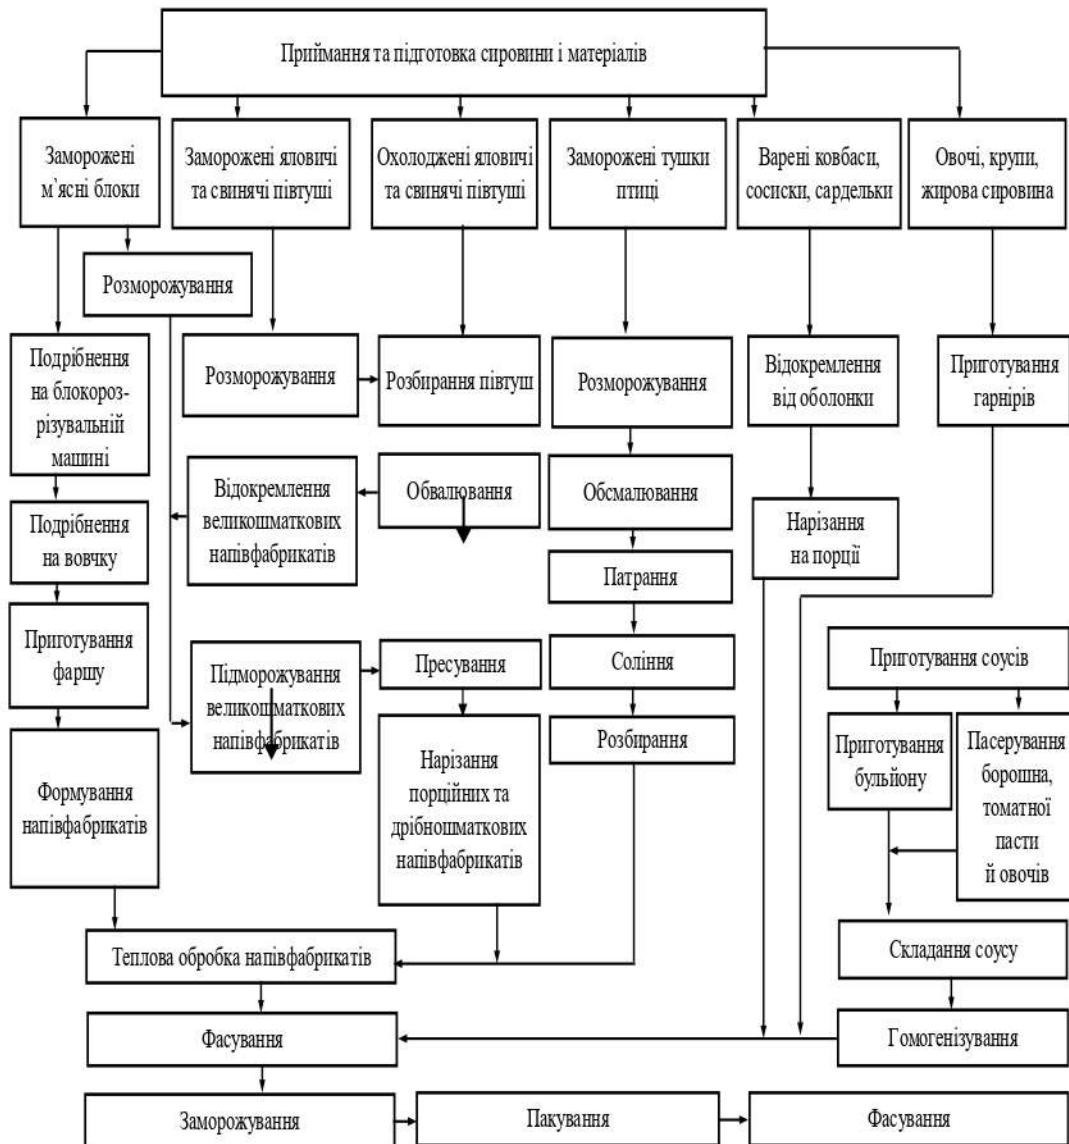 Приймання та підготовка сировини і матеріалів
Заморожені
м'ясні блоки
Заморожені яловичі
та свинячі півтуші
Охолоджені яловичі
та свинячі півтуші
Заморожені тушки
птиці
Варені ковбаси,
сосиски, сардельки
Овочі, крупи,
жирова сировина
Розморожування
Подрібнення
на блокороз-
різувальній
машині
Розморожування
Розбирання півтуш
Розморожування
Відокремлення
від оболонки
Приготування
гарнірів
Відокремлення
великошматкових
напівфабрикатів
Обвалювання
Обсмалювання
Нарізання
на порції
Подрібнення
на вовчку
Патрання
Приготування
фаршу
Підморожування
великошматкових
напівфабрикатів
Пресування
Соління
Приготування соусів
Розбирання
Формування
напівфабрикатів
Нарізання
порційних та
дрібношматкових
напівфабрикатів
Приготування
бульйону
Пасерування
борошна,
томатної
пасти
й овочів
Теплова обробка напівфабрикатів
Складання соусу
Фасування
Гомогенізування
Заморожування
Пакування
Фасування